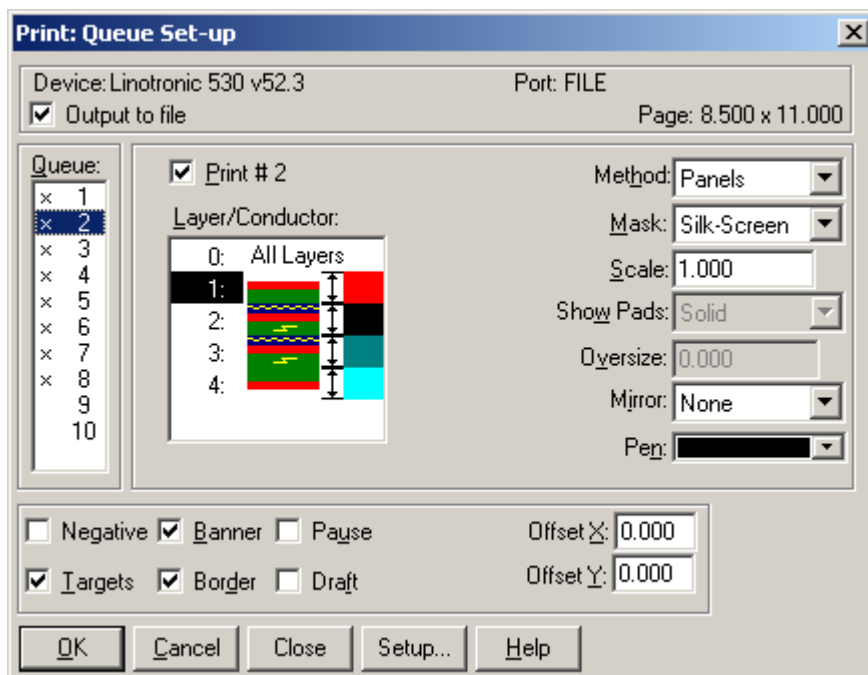 Print: Queue Set-up
Device: Linotronic 530 v52.3 Port: FILE
Output to file Page: 8.500 x 11.000
Queue:
× 1
× 2
× 3
× 4
× 5
× 6
× 7
× 8
9
10
Print # 2
Layer/Conductor:
0: All Layers
1:
2:
3:
4:
Method: Panels
Mask: Silk-Screen
Scale: 1.000
Show Pads: Solid
Oversize: 0.000
Mirror: None
Pen:
Negative Banner Pause Offset X: 0.000
Targets Border Draft Offset Y: 0.000
OK Cancel Close Setup... Help